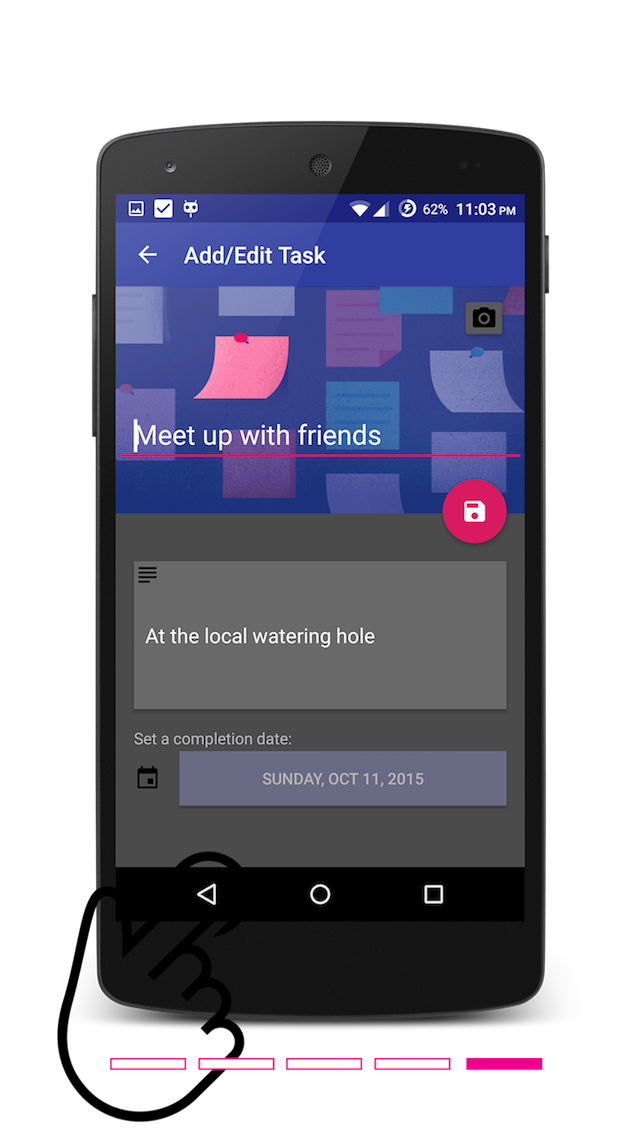 62% 11:03 PM
Add/Edit Task
Meet up with friends
At the local watering hole
Set a completion date:
SUNDAY, OCT 11, 2015